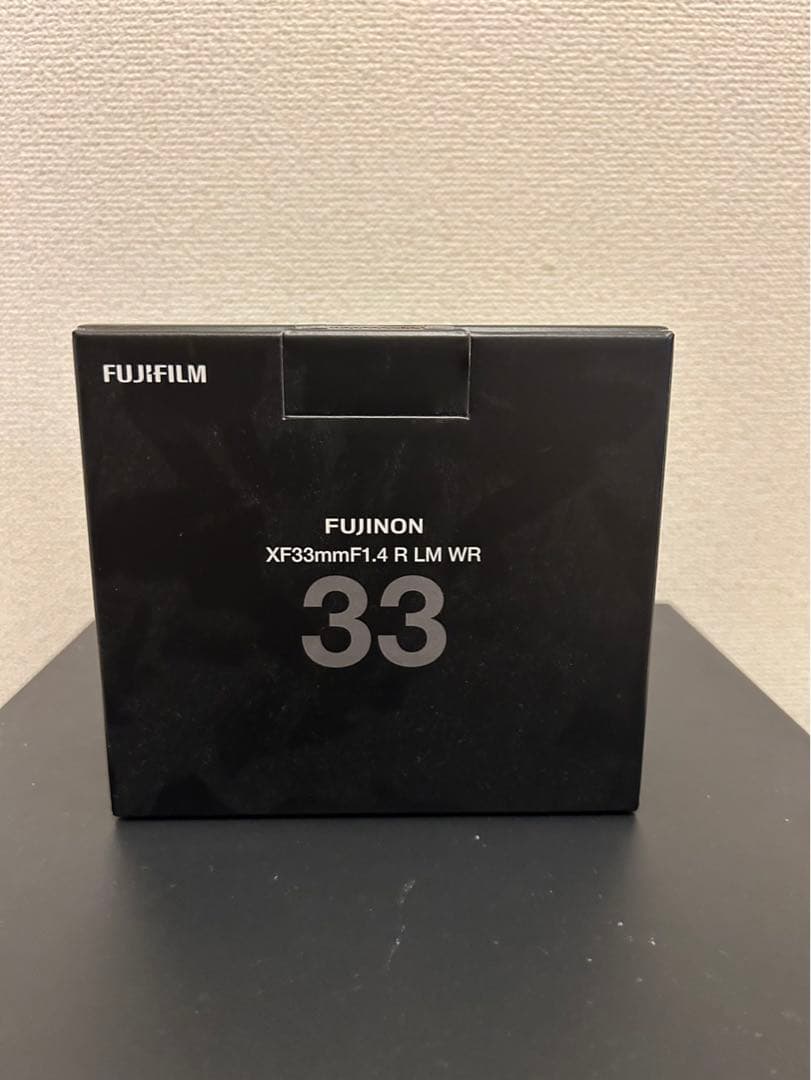 FUJIFILM
FUJINON
XF33mmF1.4 R LM WR
33